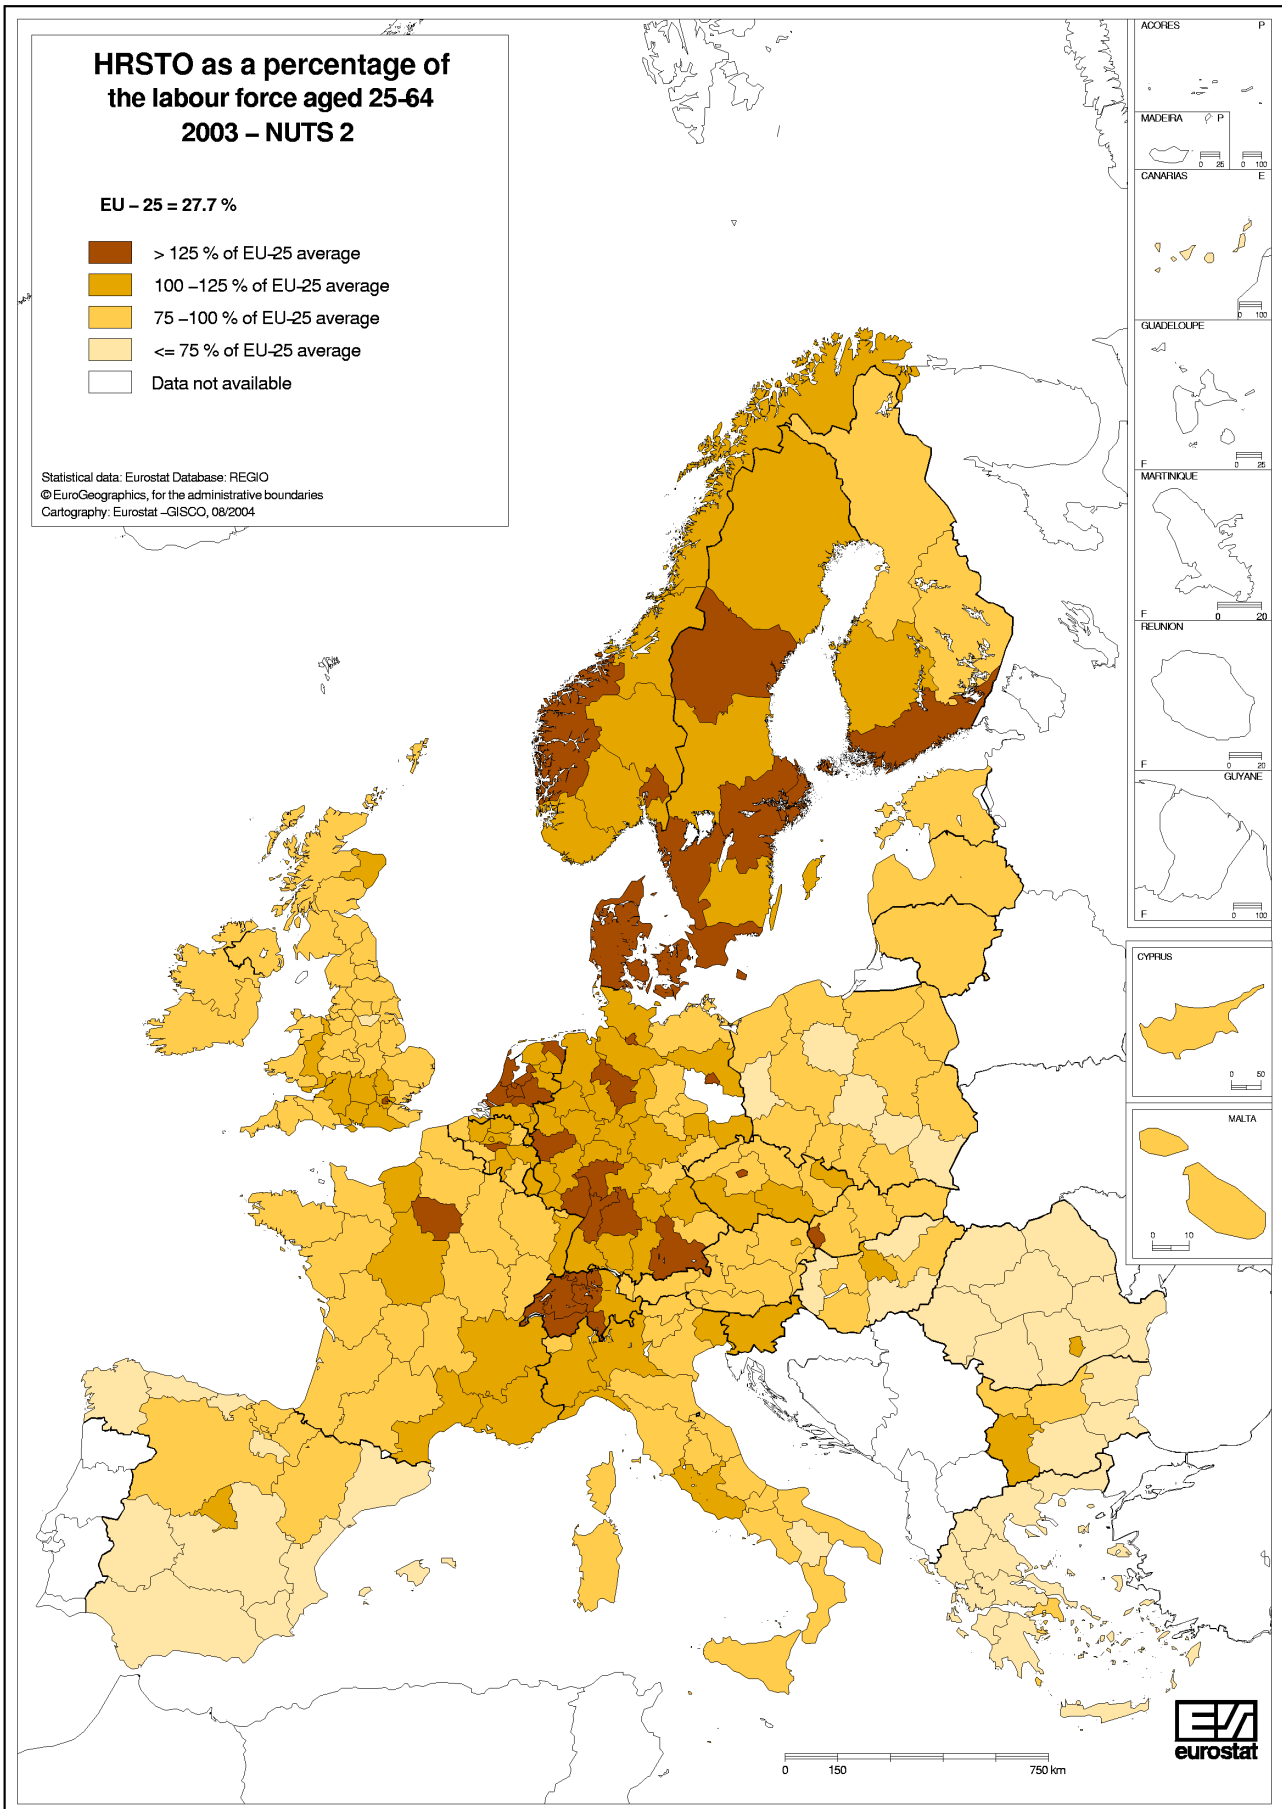 HRSTO as a percentage of
the labour force aged 25-64
2003 – NUTS 2
EU – 25 = 27.7 %
> 125 % of EU-25 average
100 –125 % of EU-25 average
75 –100 % of EU-25 average
<= 75 % of EU-25 average
Data not available
Statistical data: Eurostat Database: REGIO
© EuroGeographics, for the administrative boundaries
Cartography: Eurostat –GISCO, 08/2004
ACORES P
MADEIRA P
0 25 0 100
CANARIAS E
0 100
GUADELOUPE
F 0 25
MARTINIQUE
F 0 20
REUNION
F 0 20
GUYANE
F 0 100
CYPRUS
0 50
MALTA
0 10
eurostat
0 150 750 km